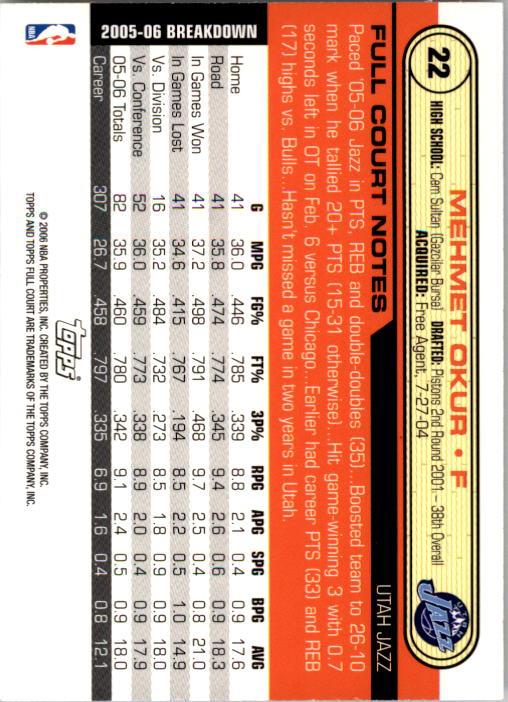 22
MEHMET OKUR • F
HIGH SCHOOL: Cem Sultan (Gazcilar Bursa) DRAFTED: Pistons 2nd Round 2001 – 38th Overall
ACQUIRED: Free Agent, 7-27-04
JAZZ
FULL COURT NOTES
UTAH JAZZ
Paced '05-06 Jazz in PTS, REB and double-doubles (35)...Boosted team to 26-10
mark when he tallied 20+ PTS (15-31 otherwise)...Hit game-winning 3 with 0.7
seconds left in OT on Feb. 6 versus Chicago...Earlier had career PTS (33) and REB
(17) highs vs. Bulls...Hasn't missed a game in two years in Utah.
2005-06 BREAKDOWN G MPG FG% FT% 3P% RPG APG SPG BPG AVG
Home 41 36.0 .446 .785 .339 8.8 2.1 0.4 0.9 17.6
Road 41 35.8 .474 .774 .345 9.4 2.6 0.6 0.9 18.3
In Games Won 41 37.2 .498 .791 .468 9.7 2.5 0.4 0.8 21.0
In Games Lost 41 34.6 .415 .767 .194 8.5 2.2 0.5 1.0 14.9
Vs. Division 16 35.2 .484 .732 .273 8.5 1.8 0.9 0.9 18.0
Vs. Conference 52 36.0 .459 .773 .338 8.9 2.0 0.4 0.9 17.9
05-06 Totals 82 35.9 .460 .780 .342 9.1 2.4 0.5 0.9 18.0
Career 307 26.7 .458 .797 .335 6.9 1.6 0.4 0.8 12.1
NBA
Topps®
© 2006 NBA PROPERTIES, INC. CREATED BY THE TOPPS COMPANY, INC.
TOPPS AND TOPPS FULL COURT ARE TRADEMARKS OF THE TOPPS COMPANY, INC.